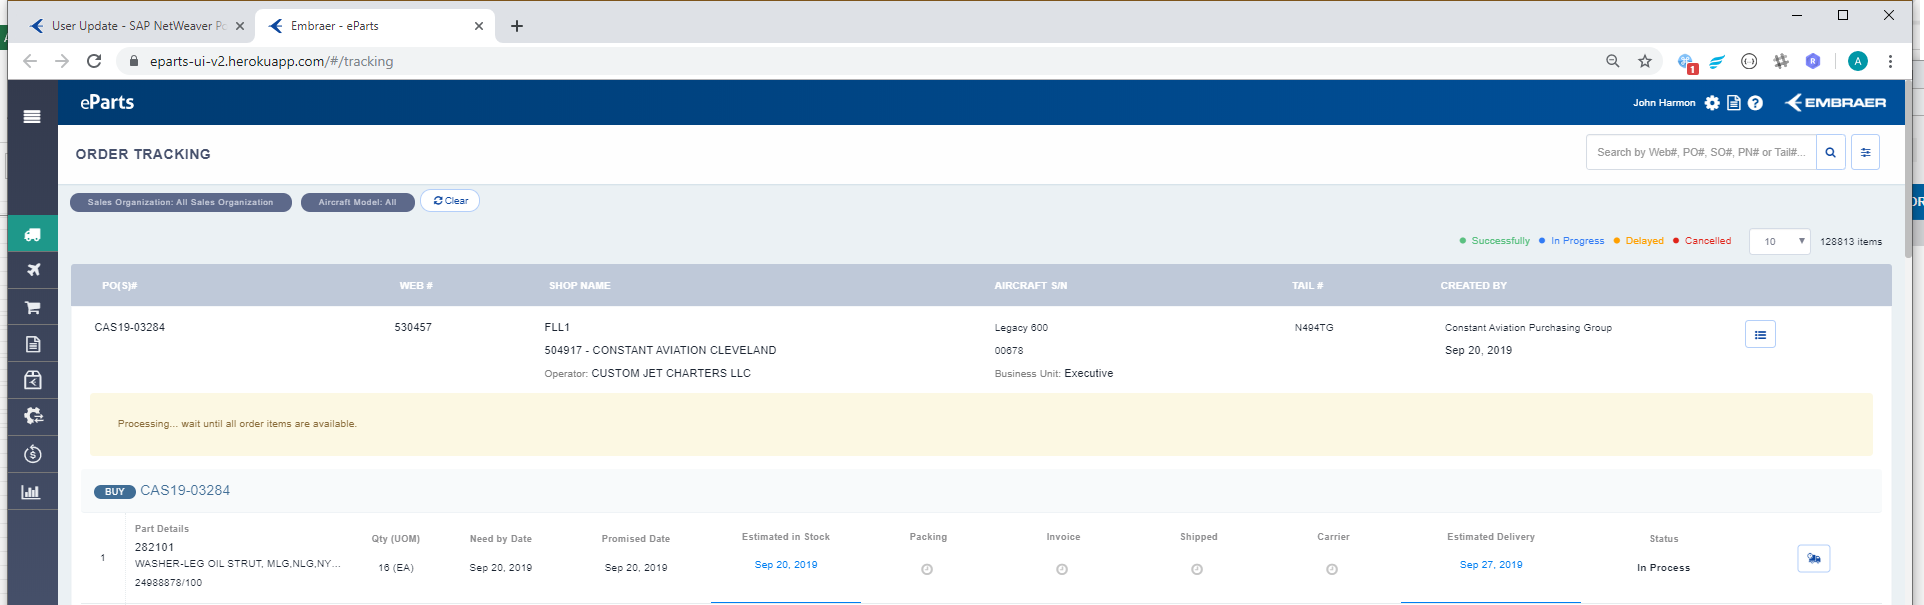 User Update - SAP NetWeaver Po
Embraer - eParts
eparts-ui-v2.herokuapp.com/#/tracking
1
R
A
eParts
John Harmon
EMBRAER
ORDER TRACKING
Search by Web#, PO#, SO#, PN# or Tail#...
Sales Organization: All Sales Organization
Aircraft Model: All
Clear
Successfully
In Progress
Delayed
Cancelled
10
128813 items
PO(S)# WEB # SHOP NAME AIRCRAFT S/N TAIL # CREATED BY
CAS19-03284 530457 FLL1 Legacy 600 N494TG Constant Aviation Purchasing Group
504917 - CONSTANT AVIATION CLEVELAND 00678 Sep 20, 2019
Operator: CUSTOM JET CHARTERS LLC Business Unit: Executive
Processing... wait until all order items are available.
BUY CAS19-03284
Part Details
Qty (UOM) Need by Date Promised Date Estimated in Stock Packing Invoice Shipped Carrier Estimated Delivery Status
1
282101
WASHER-LEG OIL STRUT, MLG,NLG,NY...
24988878/100
16 (EA) Sep 20, 2019 Sep 20, 2019 Sep 20, 2019 Sep 27, 2019 In Process